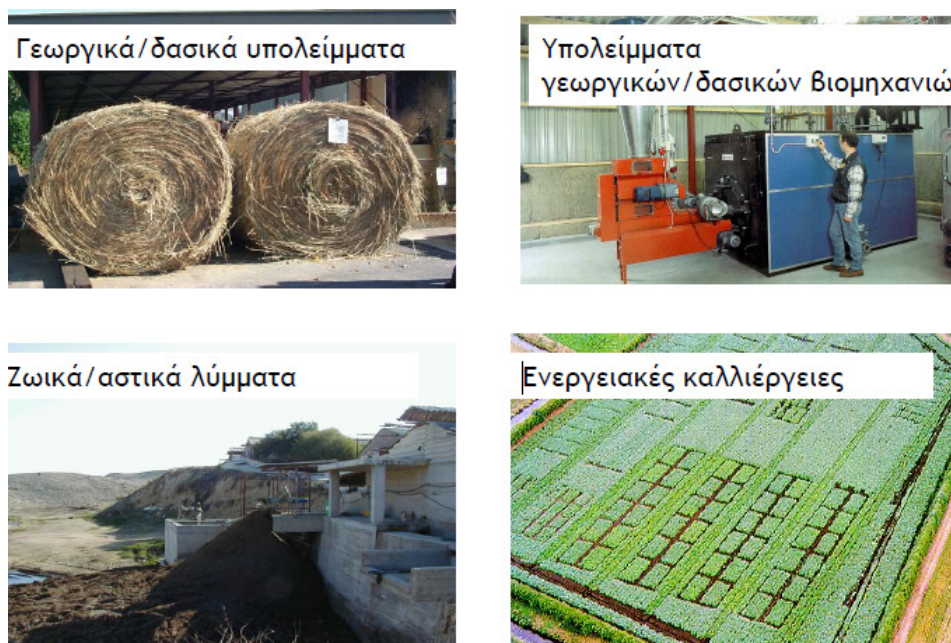 Γεωργικά/δασικά υπολείμματα
Υπολείμματα
γεωργικών/δασικών βιομηχανιώ
Ζωικά/αστικά λύμματα
Ενεργειακές καλλιέργειες